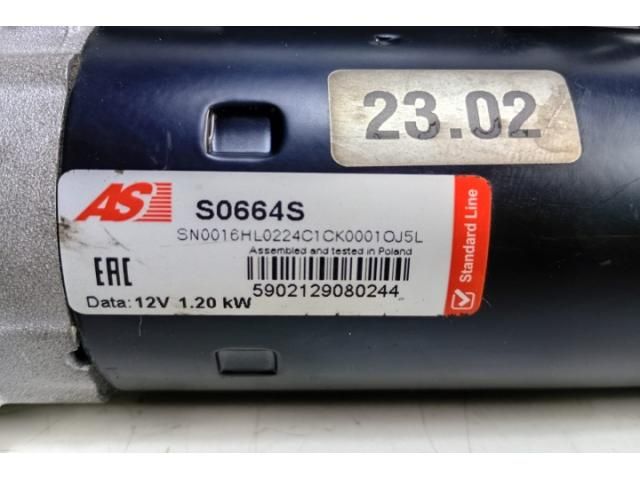 23.02
AS
S0664S
SN0016HL0224C1CK0001OJ5L
Assembled and tested in Poland
EAC
5902129080244
Data: 12V 1.20 kW
Standard Line